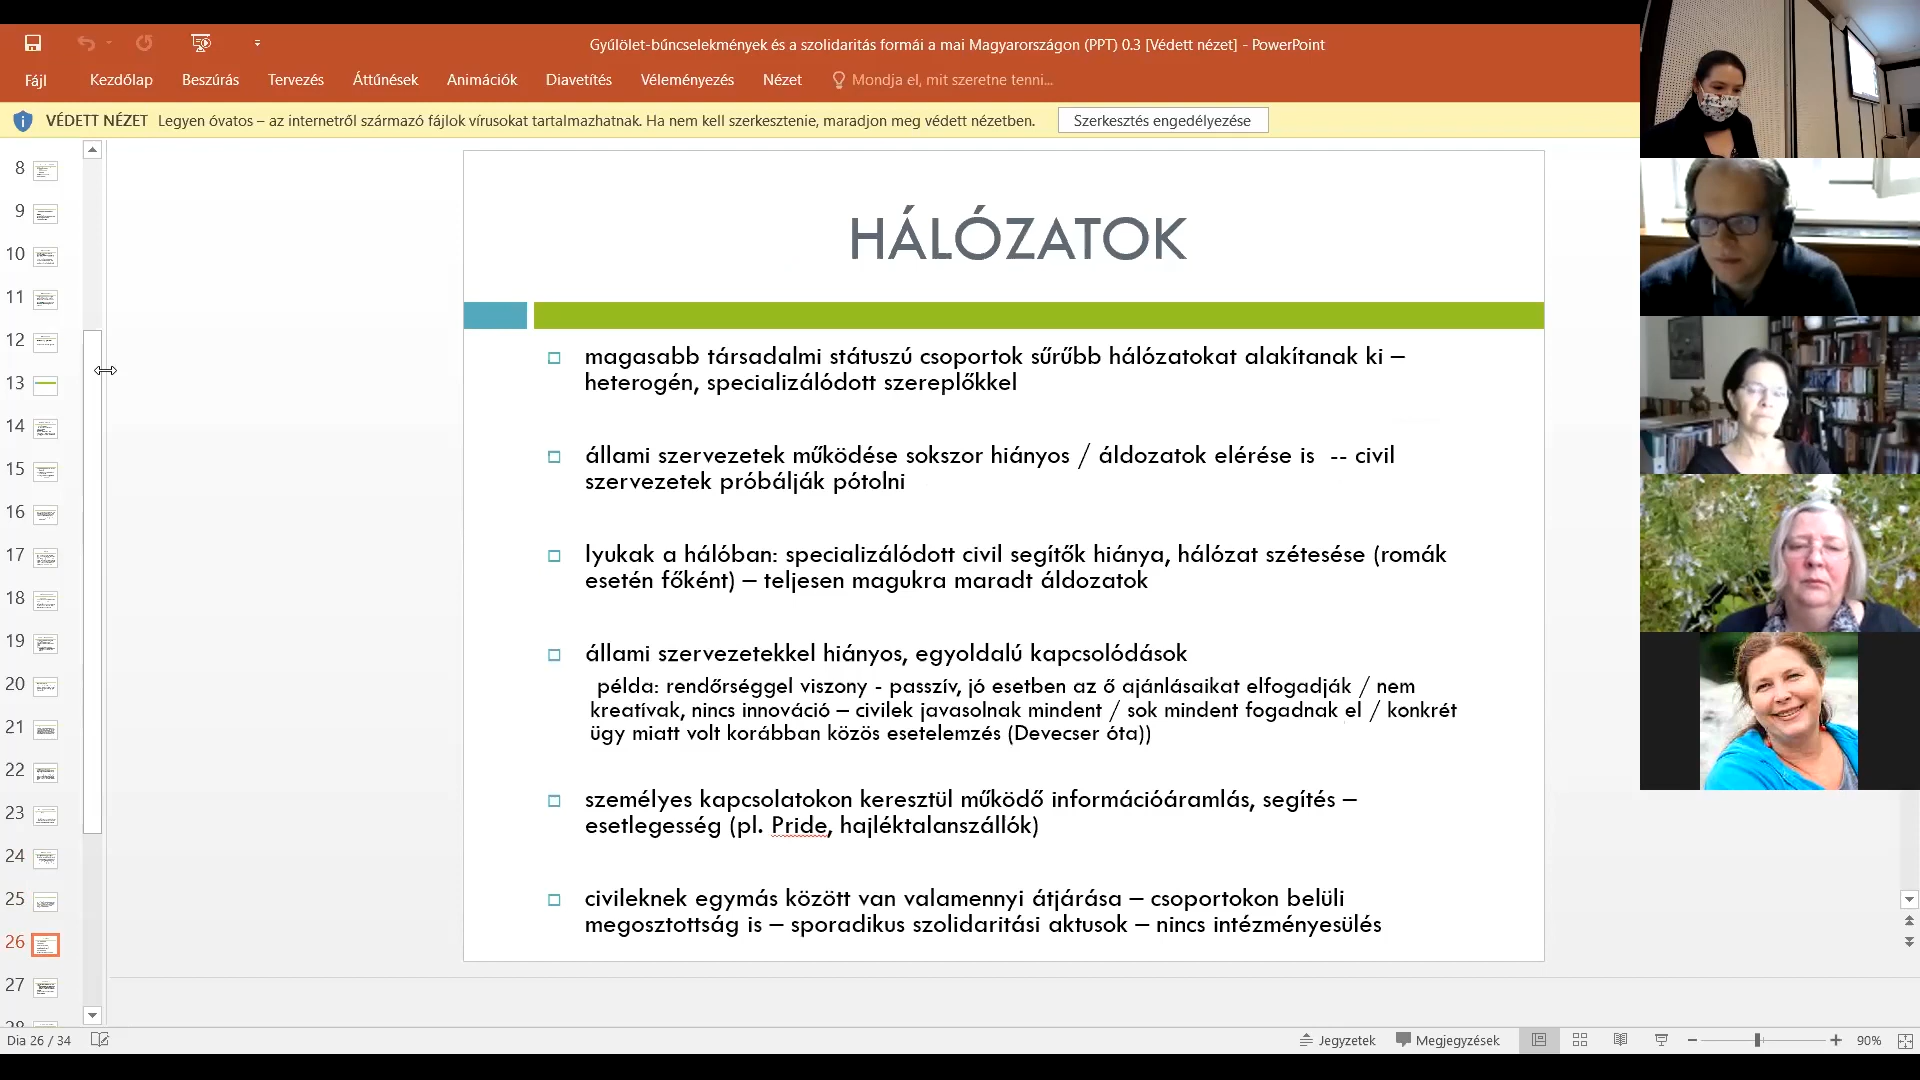 Gyűlölet-bűncselekmények és a szolidaritás formái a mai Magyarországon (PPT) 0.3 [Védett nézet] - PowerPoint
Fájl Kezdőlap Beszúrás Tervezés Áttűnések Animációk Diavetítés Véleményezés Nézet Mondja el, mit szeretne tenni...
VÉDETT NÉZET Legyen óvatos – az internetről származó fájlok vírusokat tartalmazhatnak. Ha nem kell szerkesztenie, maradjon meg védett nézetben. Szerkesztés engedélyezése
8
9
10
11
12
13
14
15
16
17
18
19
20
21
22
23
24
25
26
27
28
HÁLÓZATOK
magasabb társadalmi státuszú csoportok sűrűbb hálózatokat alakítanak ki –
heterogén, specializálódott szereplőkkel
állami szervezetek működése sokszor hiányos / áldozatok elérése is -- civil
szervezetek próbálják pótolni
lyukak a hálóban: specializálódott civil segítők hiánya, hálózat szétesése (romák
esetén főként) – teljesen magukra maradt áldozatok
állami szervezetekkel hiányos, egyoldalú kapcsolódások
példa: rendőrséggel viszony - passzív, jó esetben az ő ajánlásaikat elfogadják / nem
kreatívak, nincs innováció – civilek javasolnak mindent / sok mindent fogadnak el / konkrét
ügy miatt volt korábban közös esetelemzés (Devecser óta))
személyes kapcsolatokon keresztül működő információáramlás, segítés –
esetlegesség (pl. Pride, hajléktalanszállók)
civileknek egymás között van valamennyi átjárása – csoportokon belüli
megosztottság is – sporadikus szolidaritási aktusok – nincs intézményesülés
Dia 26 / 34 Jegyzetek Megjegyzések 90%